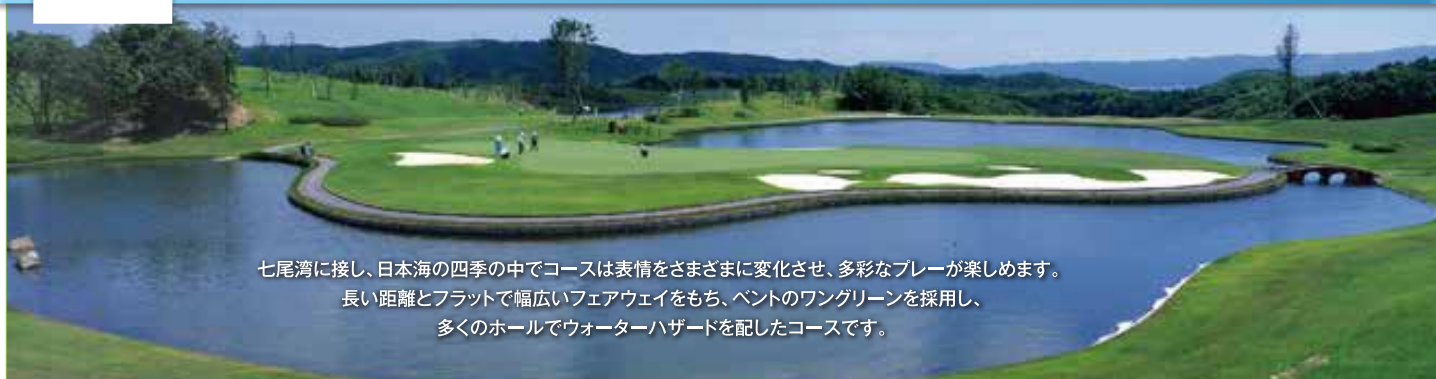 七尾湾に接し、日本海の四季の中でコースは表情をさまざまに変化させ、多彩なプレーが楽しめます。
長い距離とフラットで幅広いフェアウェイをもち、ベントのワングリーンを採用し、
多くのホールでウォーターハザードを配したコースです。